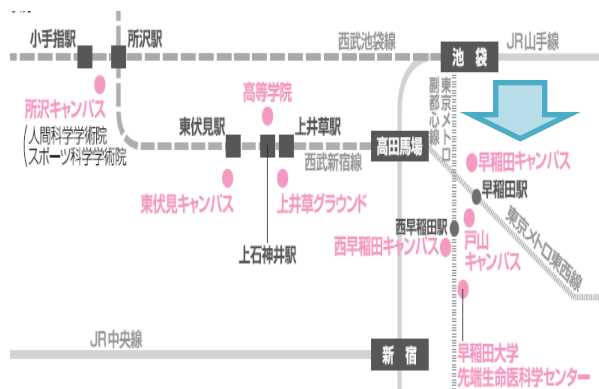 小手指駅
所沢駅
西武池袋線
池袋
JR山手線
所沢キャンパス
(人間科学学術院
スポーツ科学学術院
高等学院
東伏見駅
上井草駅
高田馬場
東京メトロ
副都心線
早稲田キャンパス
西武新宿線
早稲田駅
東伏見キャンパス
上井草グラウンド
西早稲田駅
戸山
キャンパス
東京メトロ東西線
上石神井駅
西早稲田キャンパス
JR中央線
新宿
早稲田大学
先端生命医科学センター